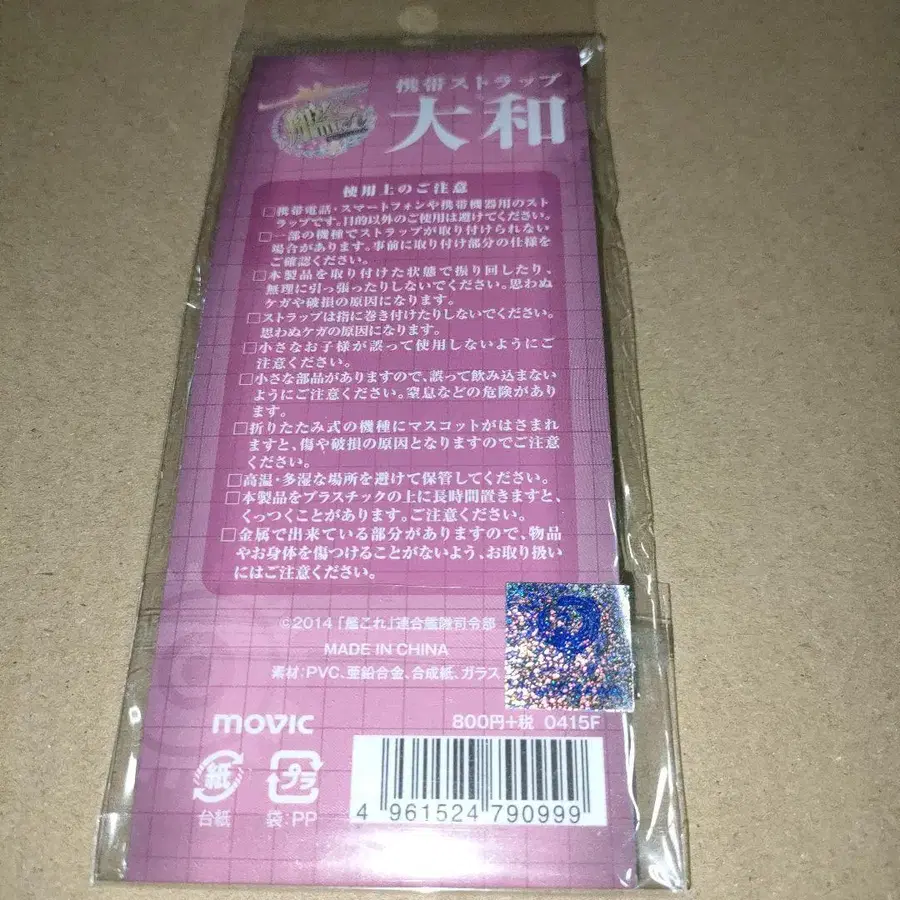 携帯ストラップ
大和
艦これ
使用上のご注意
□携帯電話・スマートフォンや携帯機器用のスト
ラップです。目的以外のご使用は避けてください。
□一部の機種でストラップが取り付けられない
場合があります。事前に取り付け部分の仕様を
ご確認ください。
□本製品を取り付けた状態で振り回したり、
無理に引っ張ったりしないでください。思わぬ
ケガや破損の原因になります。
□ストラップは指に巻き付けたりしないでください。
思わぬケガの原因になります。
□小さなお子様が誤って使用しないようにご
注意ください。
□小さな部品がありますので、誤って飲み込まない
ようにご注意ください。窒息などの危険があり
ます。
□折りたたみ式の機種にマスコットがはさまれ
ますと、傷や破損の原因となりますのでご注意
ください。
□高温・多湿な場所を避けて保管してください。
□本製品をプラスチックの上に長時間置きますと、
くっつくことがあります。ご注意ください。
□金属で出来ている部分がありますので、物品
やお身体を傷つけることがないよう、お取り扱い
にはご注意ください。
©2014 「艦これ」連合艦隊司令部
MADE IN CHINA
素材:PVC、亜鉛合金、合成紙、ガラス
movic
800円+税 0415F
紙
プラ
台紙
袋:PP
4 961524 790999